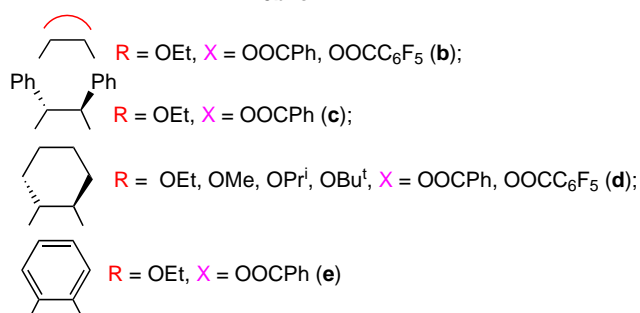 R = OEt, X = OOCPh, OOCC₆F₅ (b);
Ph Ph
R = OEt, X = OOCPh (c);
R = OEt, OMe, OPrⁱ, OBuᵗ, X = OOCPh, OOCC₆F₅ (d);
R = OEt, X = OOCPh (e)